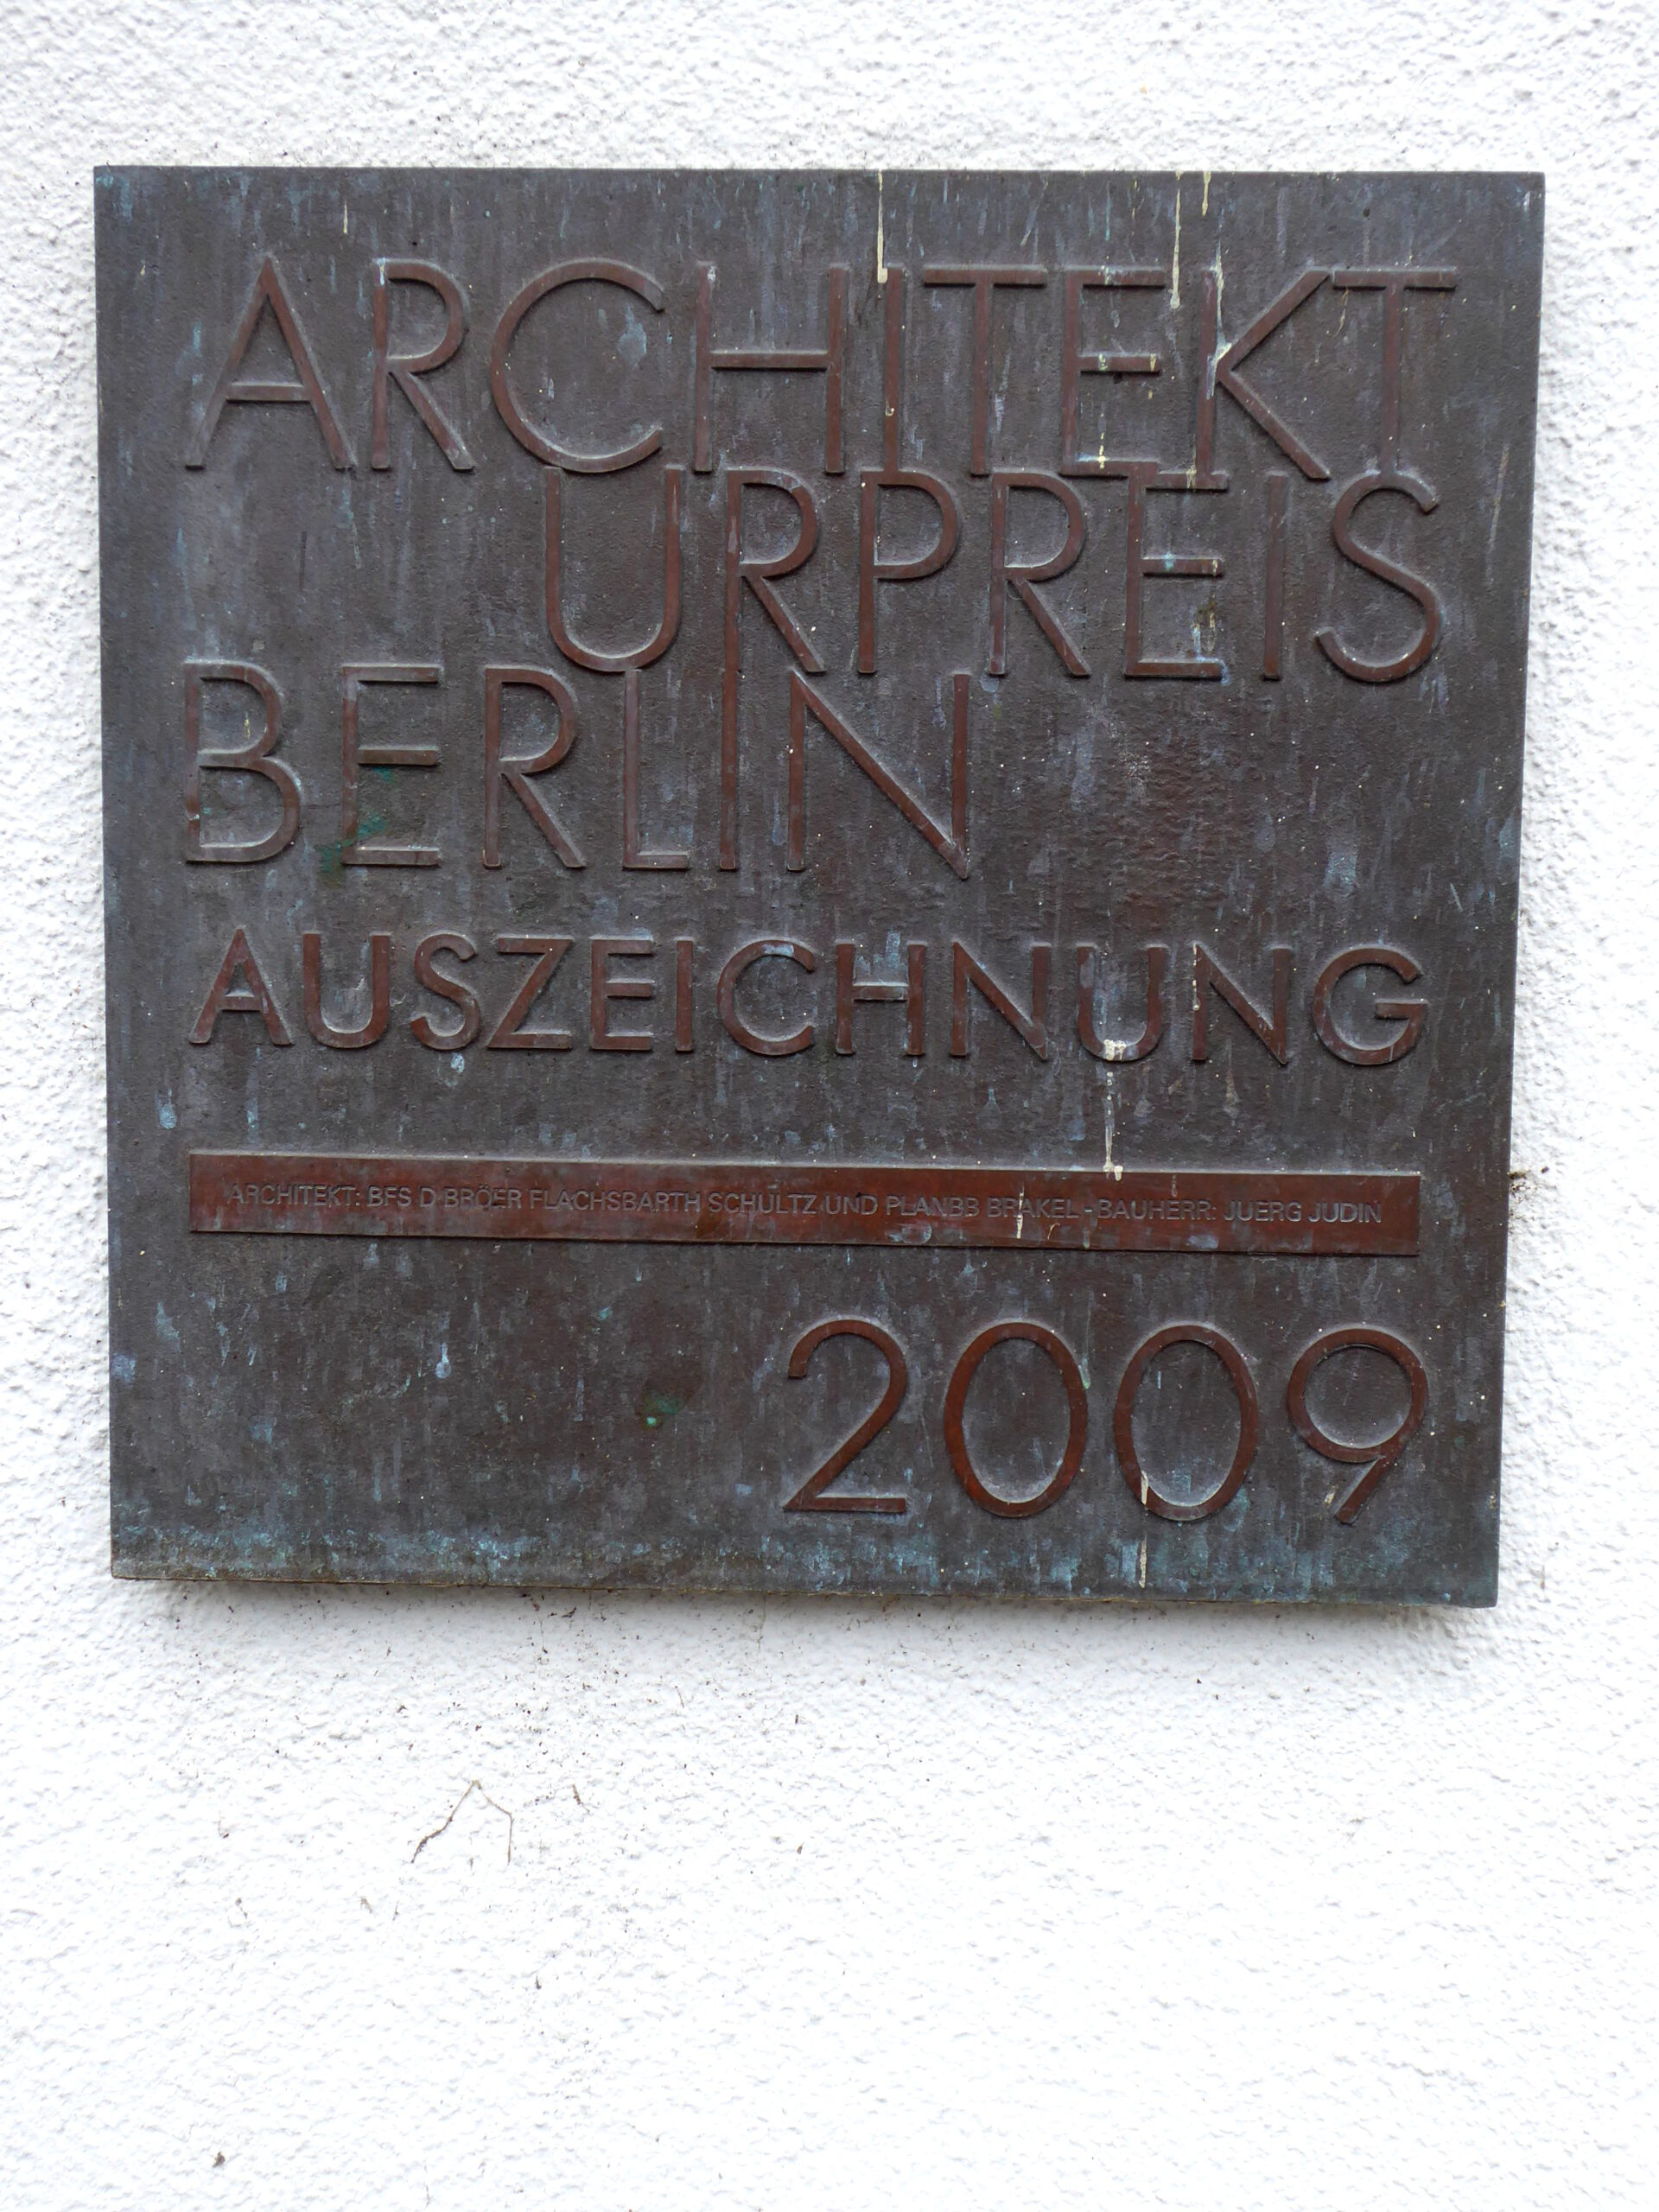 ARCHITEKT
URPREIS
BERLIN
AUSZEICHNUNG
ARCHITEKT: BFS D·BRÖER FLACHSBARTH SCHULTZ UND PLANBB BRAKEL - BAUHERR: JUERG JUDIN
2009